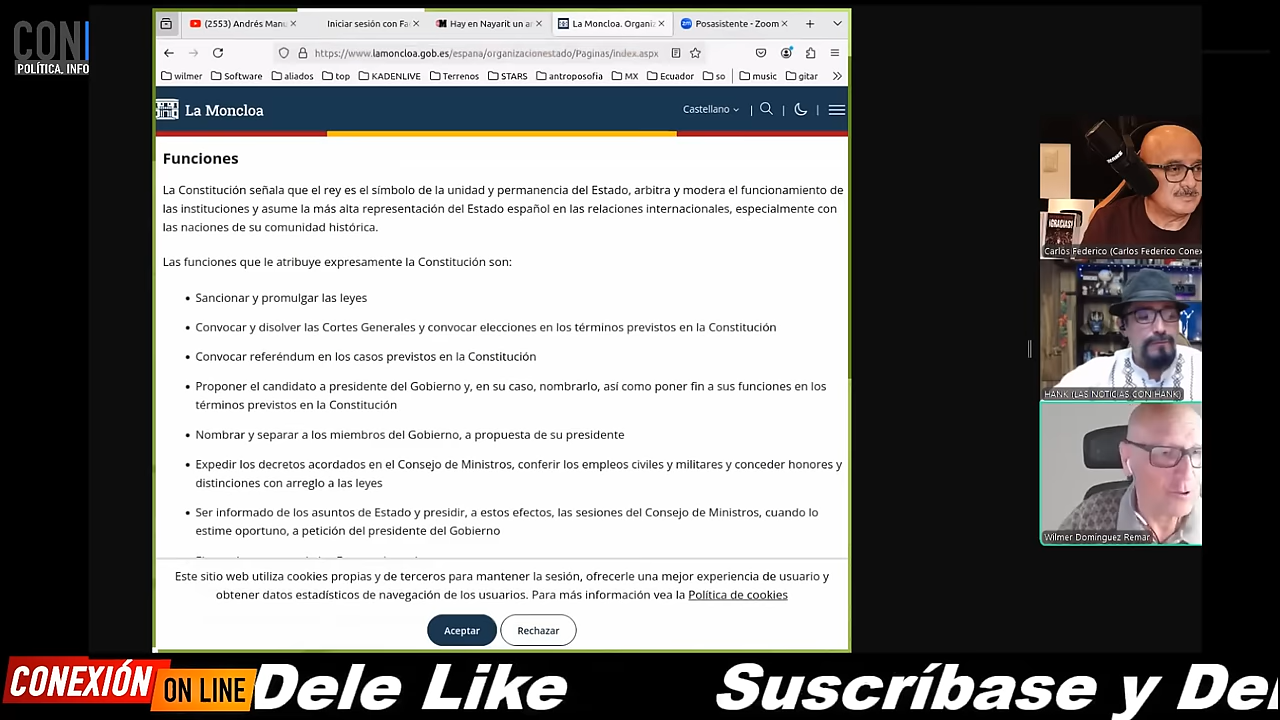 CON
POLÍTICA. INFO
(2553) Andrés Manu
Iniciar sesión con Fa
Hay en Nayarit un ar
La Moncloa. Organiz
Posasistente - Zoom
https://www.lamoncloa.gob.es/espana/organizacionestado/Paginas/index.aspx
wilmer
Software
aliados
top
KADENLIVE
Terrenos
STARS
antroposofia
MX
Ecuador
so
music
gitar
La Moncloa
Castellano
Funciones
La Constitución señala que el rey es el símbolo de la unidad y permanencia del Estado, arbitra y modera el funcionamiento de
las instituciones y asume la más alta representación del Estado español en las relaciones internacionales, especialmente con
las naciones de su comunidad histórica.
Las funciones que le atribuye expresamente la Constitución son:
• Sancionar y promulgar las leyes
• Convocar y disolver las Cortes Generales y convocar elecciones en los términos previstos en la Constitución
• Convocar referéndum en los casos previstos en la Constitución
• Proponer el candidato a presidente del Gobierno y, en su caso, nombrarlo, así como poner fin a sus funciones en los
términos previstos en la Constitución
• Nombrar y separar a los miembros del Gobierno, a propuesta de su presidente
• Expedir los decretos acordados en el Consejo de Ministros, conferir los empleos civiles y militares y conceder honores y
distinciones con arreglo a las leyes
• Ser informado de los asuntos de Estado y presidir, a estos efectos, las sesiones del Consejo de Ministros, cuando lo
estime oportuno, a petición del presidente del Gobierno
Este sitio web utiliza cookies propias y de terceros para mantener la sesión, ofrecerle una mejor experiencia de usuario y
obtener datos estadísticos de navegación de los usuarios. Para más información vea la Política de cookies
Aceptar
Rechazar
¡GRACIAS!
Carlos Federico (Carlos Federico Conex
HANK (LAS NOTICIAS CON HANK)
Wilmer Dominguez Remar
CONEXIÓN
ON LINE
Dele Like
Suscríbase y Del